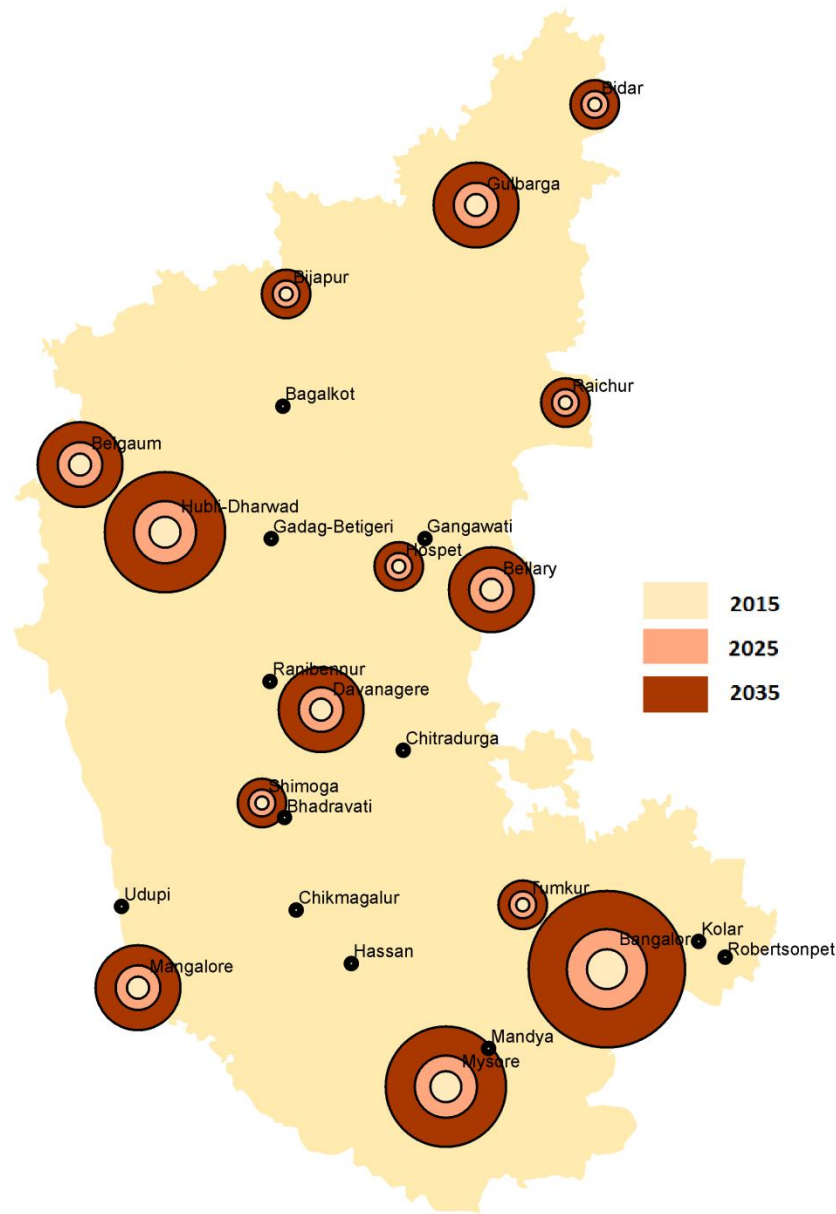 Bidar
Gulbarga
Bijapur
Raichur
Bagalkot
Belgaum
Hubli-Dharwad
Gadag-Betigeri
Gangawati
Hospet
Bellary
2015
2025
2035
Ranibennur
Davanagere
Chitradurga
Shimoga
Bhadravati
Tumkur
Udupi
Chikmagalur
Bangalor
Kolar
Robertsonpet
Hassan
Mangalore
Mandya
Mysore